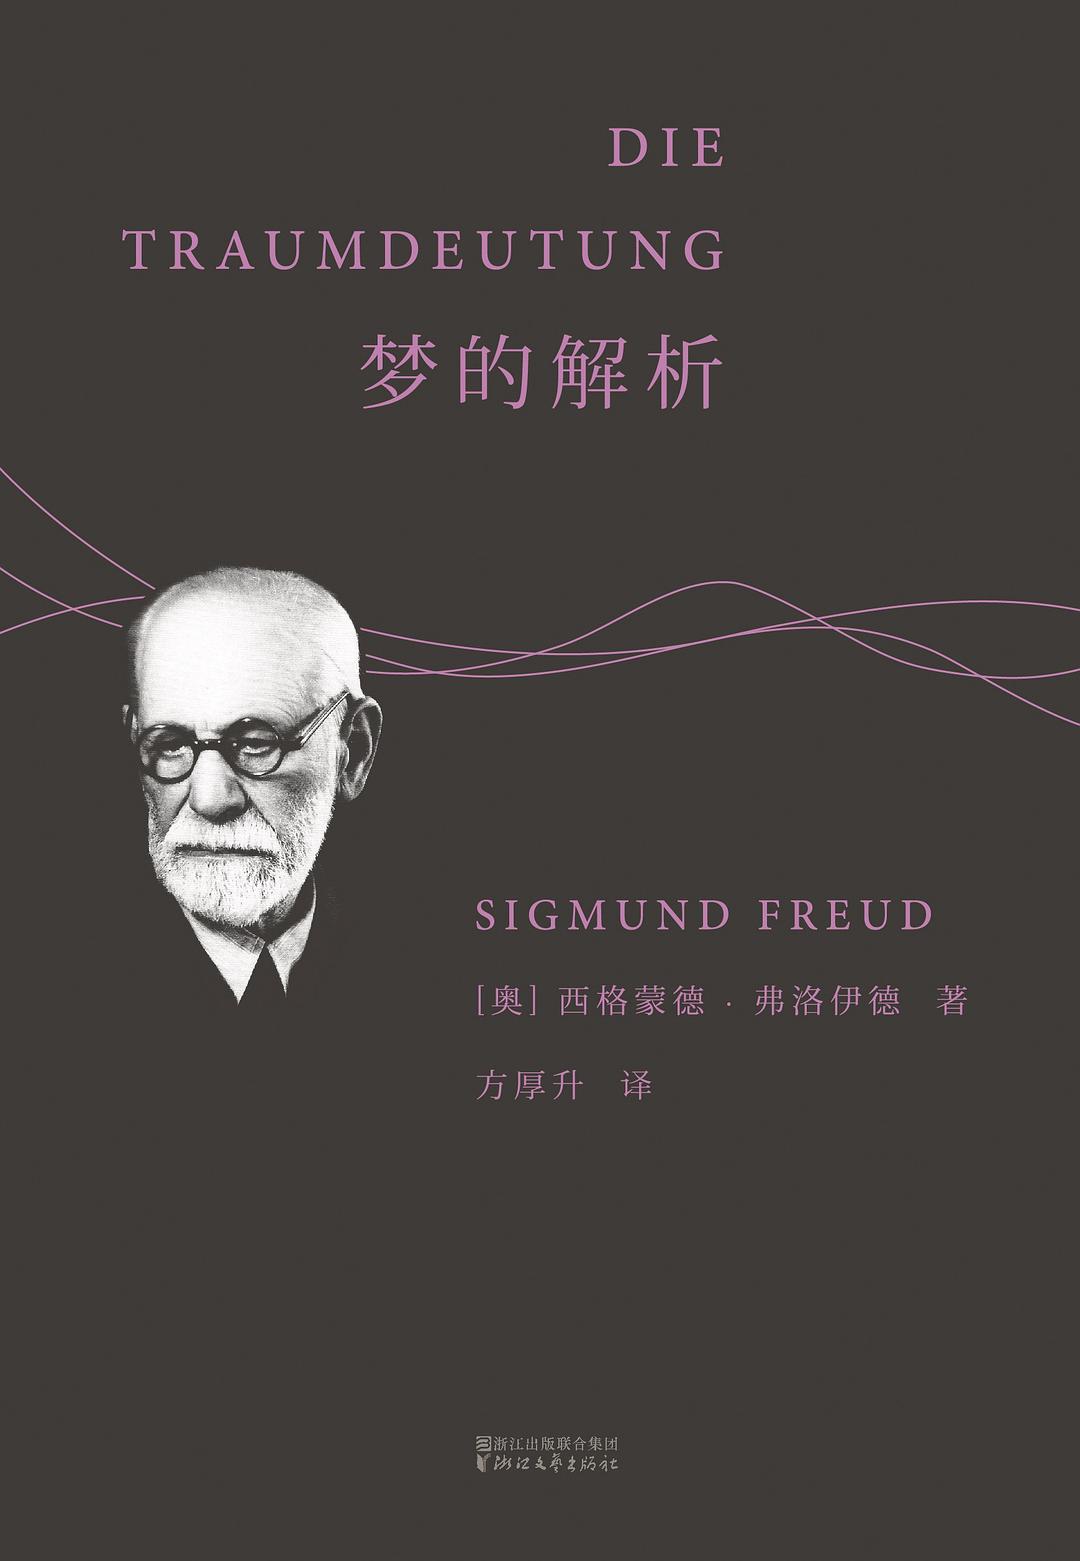 DIE
TRAUMDEUTUNG
梦的解析
SIGMUND FREUD
[奥] 西格蒙德 · 弗洛伊德 著
方厚升 译
浙江出版联合集团
浙江文艺出版社